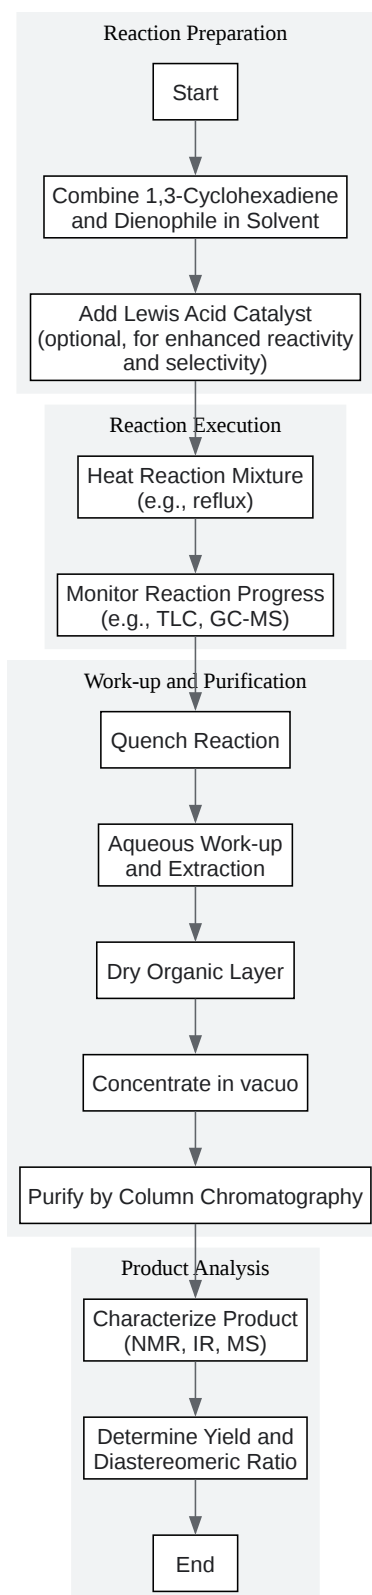 Reaction Preparation
Start
Combine 1,3-Cyclohexadiene
and Dienophile in Solvent
Add Lewis Acid Catalyst
(optional, for enhanced reactivity
and selectivity)
Reaction Execution
Heat Reaction Mixture
(e.g., reflux)
Monitor Reaction Progress
(e.g., TLC, GC-MS)
Work-up and Purification
Quench Reaction
Aqueous Work-up
and Extraction
Dry Organic Layer
Concentrate in vacuo
Purify by Column Chromatography
Product Analysis
Characterize Product
(NMR, IR, MS)
Determine Yield and
Diastereomeric Ratio
End